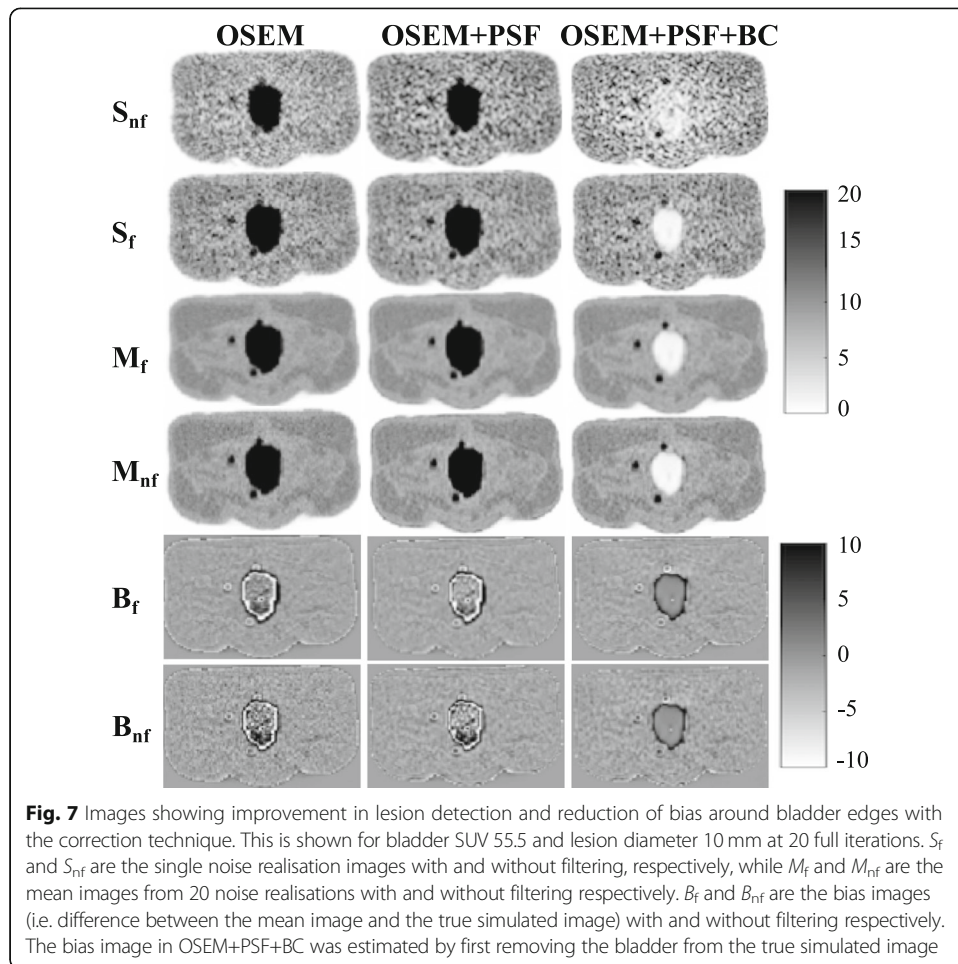 OSEM OSEM+PSF OSEM+PSF+BC
Snf
Sf
20
15
10
5
0
Mf
Mnf
Bf
10
5
0
-5
-10
Bnf
Fig. 7 Images showing improvement in lesion detection and reduction of bias around bladder edges with
the correction technique. This is shown for bladder SUV 55.5 and lesion diameter 10 mm at 20 full iterations. Sf
and Snf are the single noise realisation images with and without filtering, respectively, while Mf and Mnf are the
mean images from 20 noise realisations with and without filtering respectively. Bf and Bnf are the bias images
(i.e. difference between the mean image and the true simulated image) with and without filtering respectively.
The bias image in OSEM+PSF+BC was estimated by first removing the bladder from the true simulated image